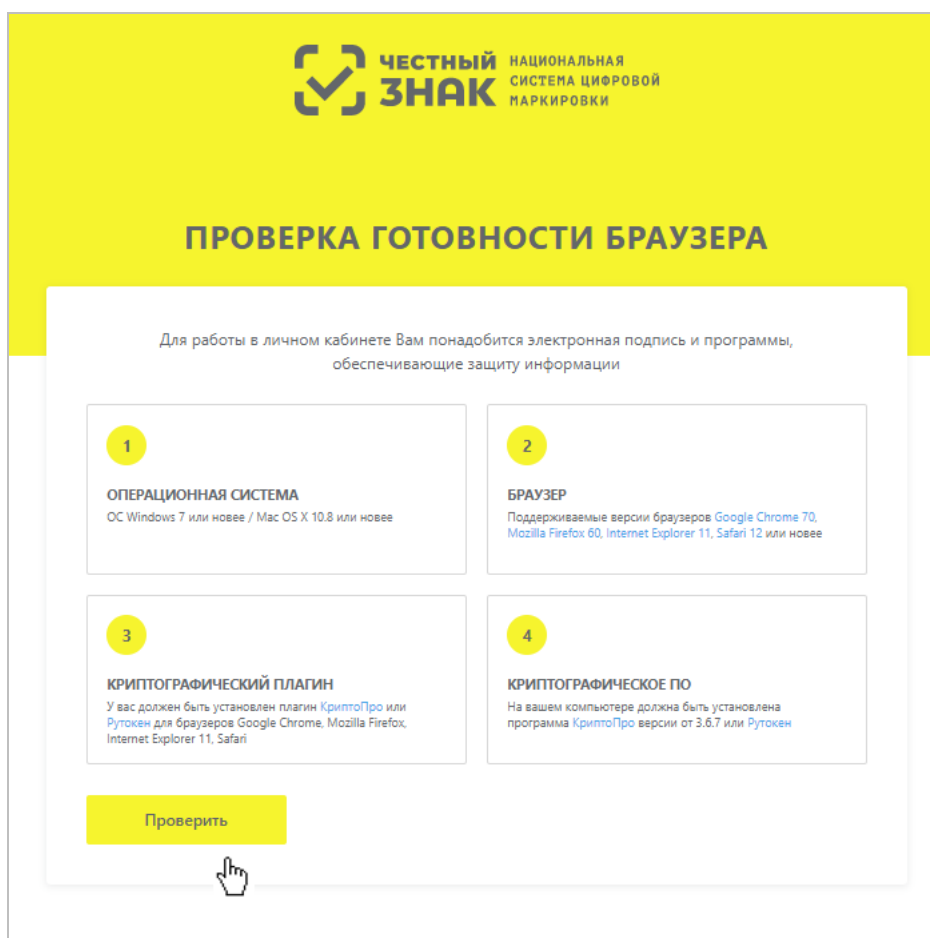 ЧЕСТНЫЙ
ЗНАК
НАЦИОНАЛЬНАЯ
СИСТЕМА ЦИФРОВОЙ
МАРКИРОВКИ
ПРОВЕРКА ГОТОВНОСТИ БРАУЗЕРА
Для работы в личном кабинете Вам понадобится электронная подпись и программы,
обеспечивающие защиту информации
1
ОПЕРАЦИОННАЯ СИСТЕМА
ОС Windows 7 или новее / Mac OS X 10.8 или новее
2
БРАУЗЕР
Поддерживаемые версии браузеров Google Chrome 70,
Mozilla Firefox 60, Internet Explorer 11, Safari 12 или новее
3
КРИПТОГРАФИЧЕСКИЙ ПЛАГИН
У вас должен быть установлен плагин КриптоПро или
Рутокен для браузеров Google Chrome, Mozilla Firefox,
Internet Explorer 11, Safari
4
КРИПТОГРАФИЧЕСКОЕ ПО
На вашем компьютере должна быть установлена
программа КриптоПро версии от 3.6.7 или Рутокен
Проверить